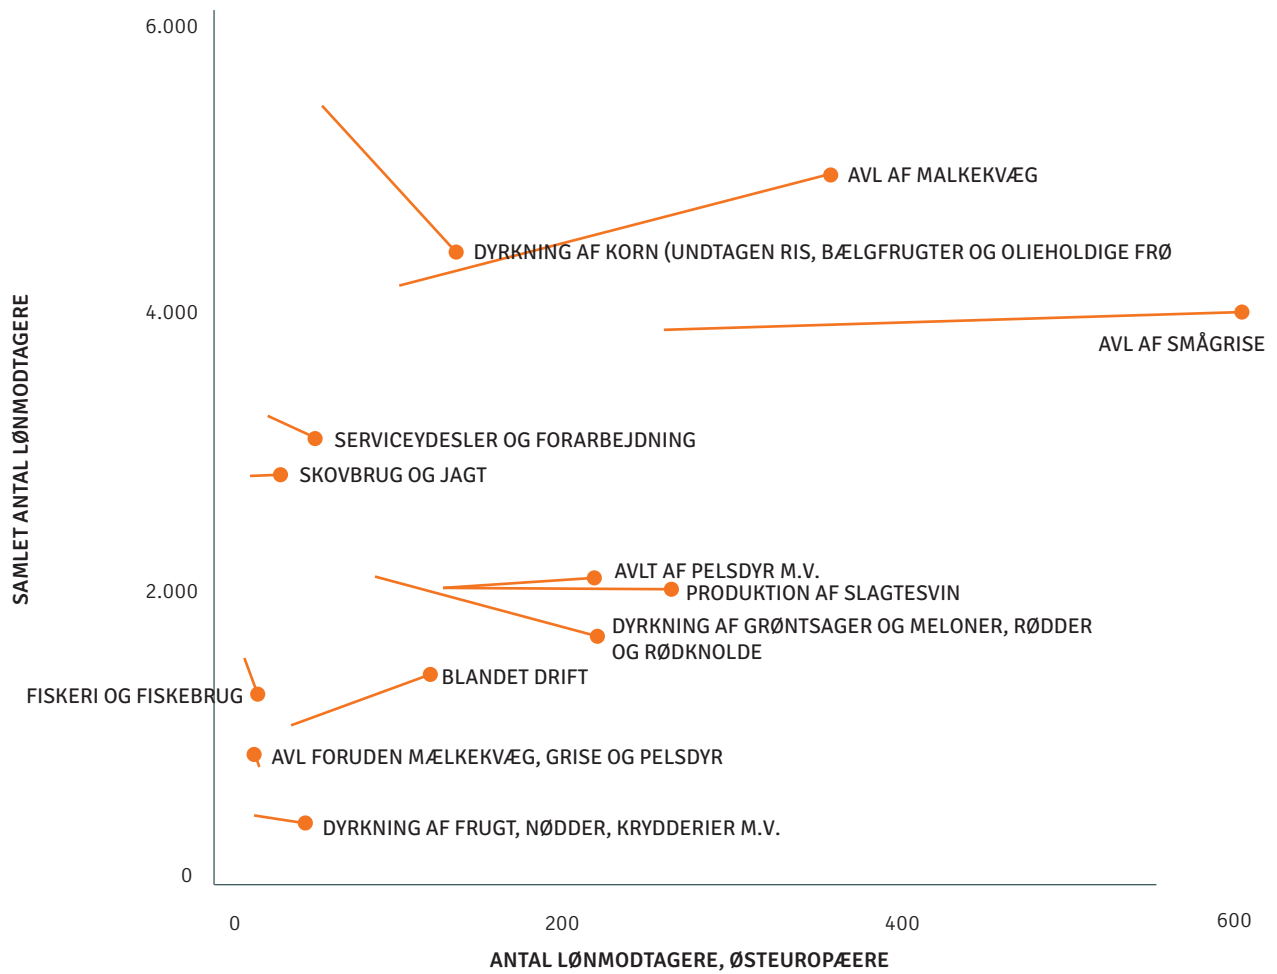 6.000
AVL AF MALKEKVÆG
DYRKNING AF KORN (UNDTAGEN RIS, BÆLGFRUGTER OG OLIEHOLDIGE FRØ
4.000
AVL AF SMÅGRISE
SAMLET ANTAL LØNMODTAGERE
SERVICEYDESLER OG FORARBEJDNING
SKOVBRUG OG JAGT
AVLT AF PELSDYR M.V.
2.000
PRODUKTION AF SLAGTESVIN
DYRKNING AF GRØNTSAGER OG MELONER, RØDDER
OG RØDKNOLDE
BLANDET DRIFT
FISKERI OG FISKEBRUG
AVL FORUDEN MÆLKEKVÆG, GRISE OG PELSDYR
DYRKNING AF FRUGT, NØDDER, KRYDDERIER M.V.
0
0 200 400 600
ANTAL LØNMODTAGERE, ØSTEUROPÆERE